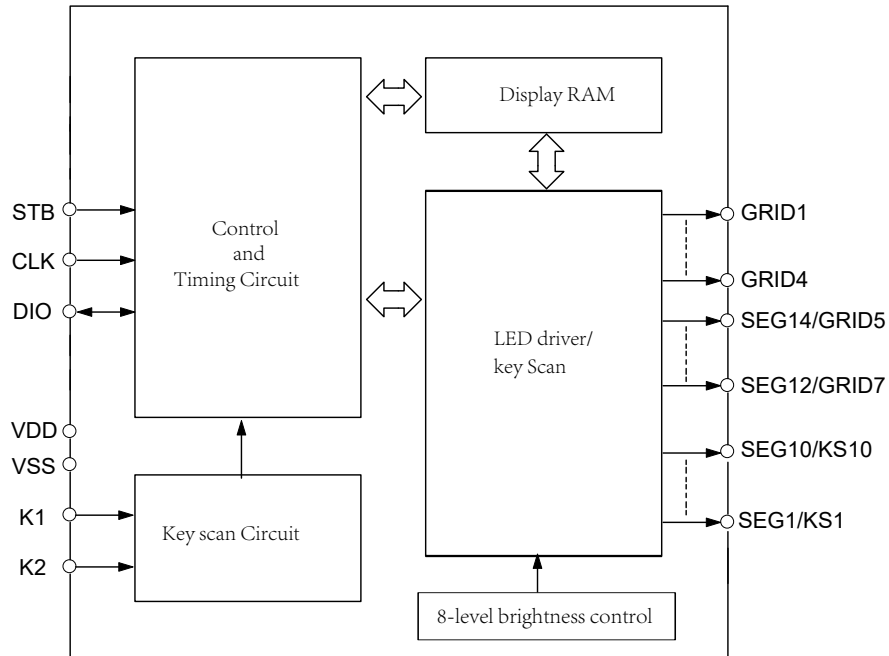 Display RAM
STB
CLK
DIO
Control
and
Timing Circuit
GRID1
GRID4
SEG14/GRID5
LED driver/
key Scan
SEG12/GRID7
VDD
VSS
SEG10/KS10
K1
Key scan Circuit
SEG1/KS1
K2
8-level brightness control